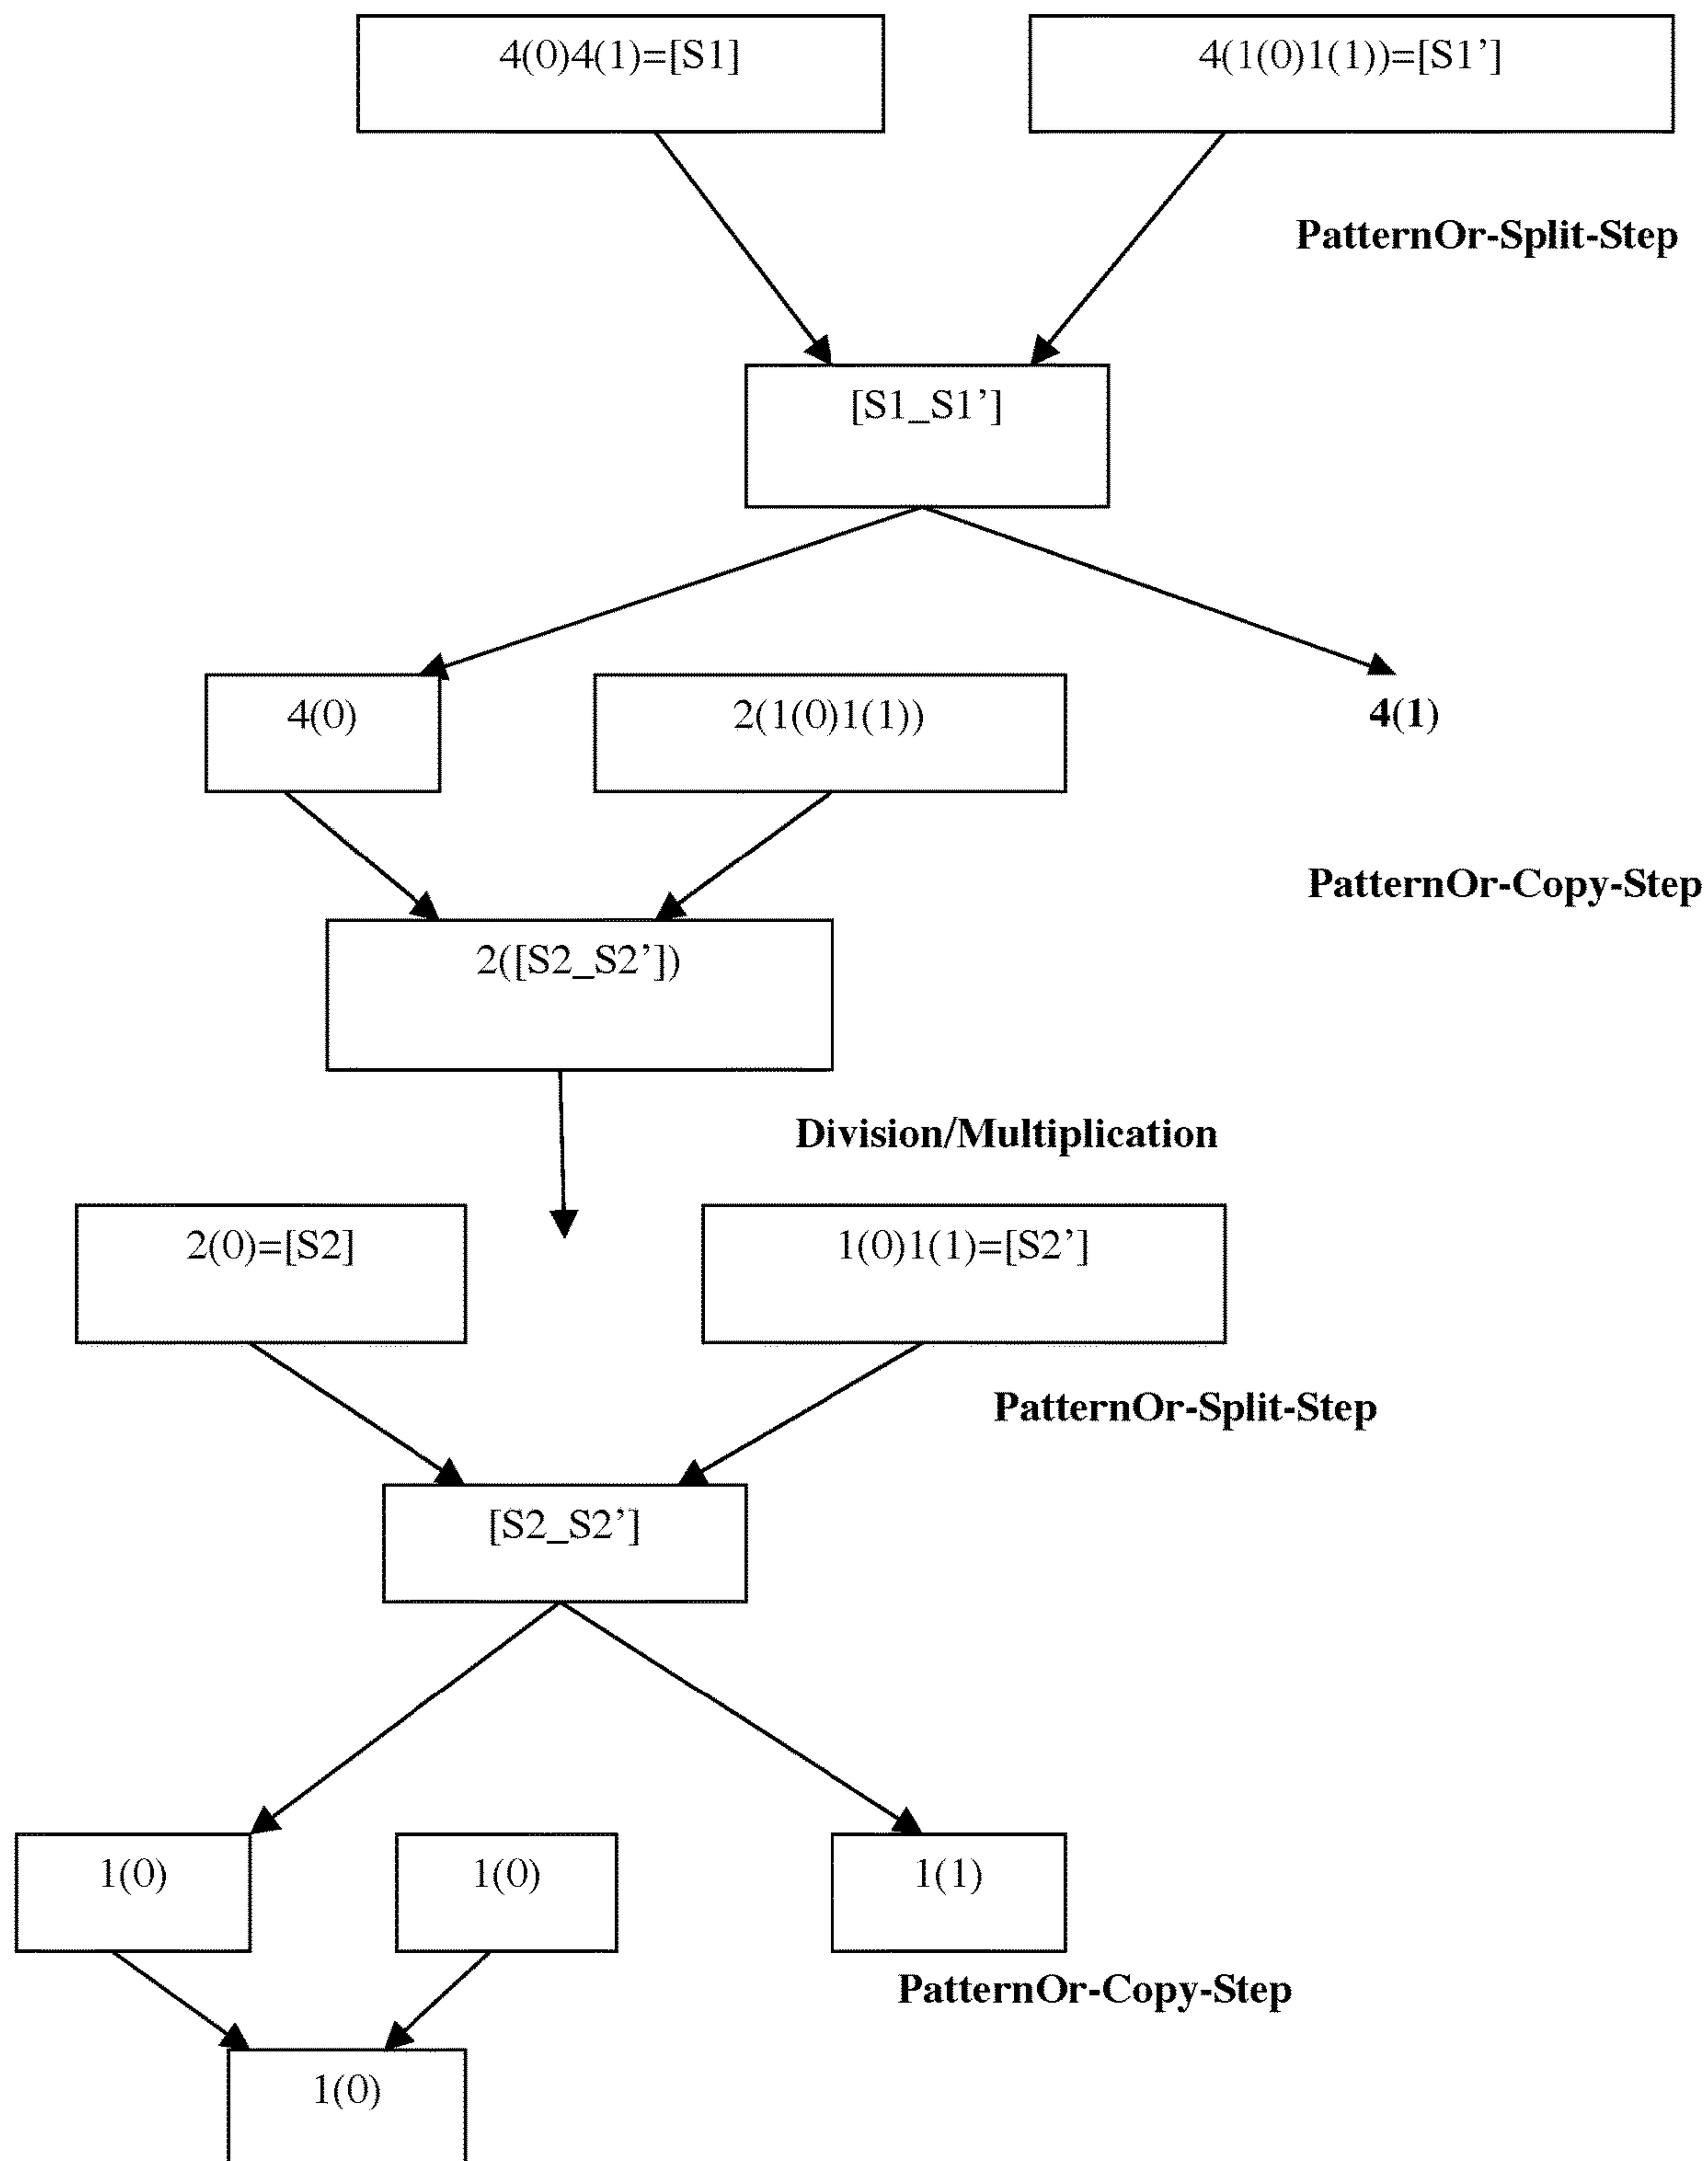 4(0)4(1)=[S1]
4(1(0)1(1))=[S1’]
PatternOr-Split-Step
[S1_S1’]
4(0)
2(1(0)1(1))
4(1)
PatternOr-Copy-Step
2([S2_S2’])
Division/Multiplication
2(0)=[S2]
1(0)1(1)=[S2’]
PatternOr-Split-Step
[S2_S2’]
1(0)
1(0)
1(1)
PatternOr-Copy-Step
1(0)